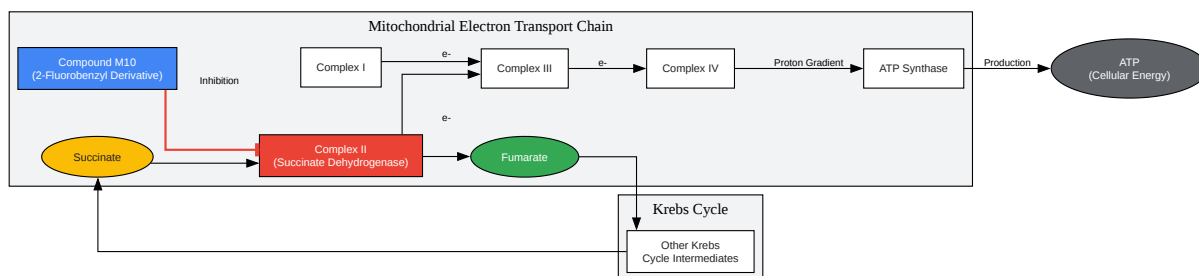 Mitochondrial Electron Transport Chain
Compound M10
(2-Fluorobenzyl Derivative)
Inhibition
Complex I
e-
Complex III
e-
Complex IV
Proton Gradient
ATP Synthase
Production
ATP
(Cellular Energy)
e-
Succinate
Complex II
(Succinate Dehydrogenase)
Fumarate
Krebs Cycle
Other Krebs
Cycle Intermediates